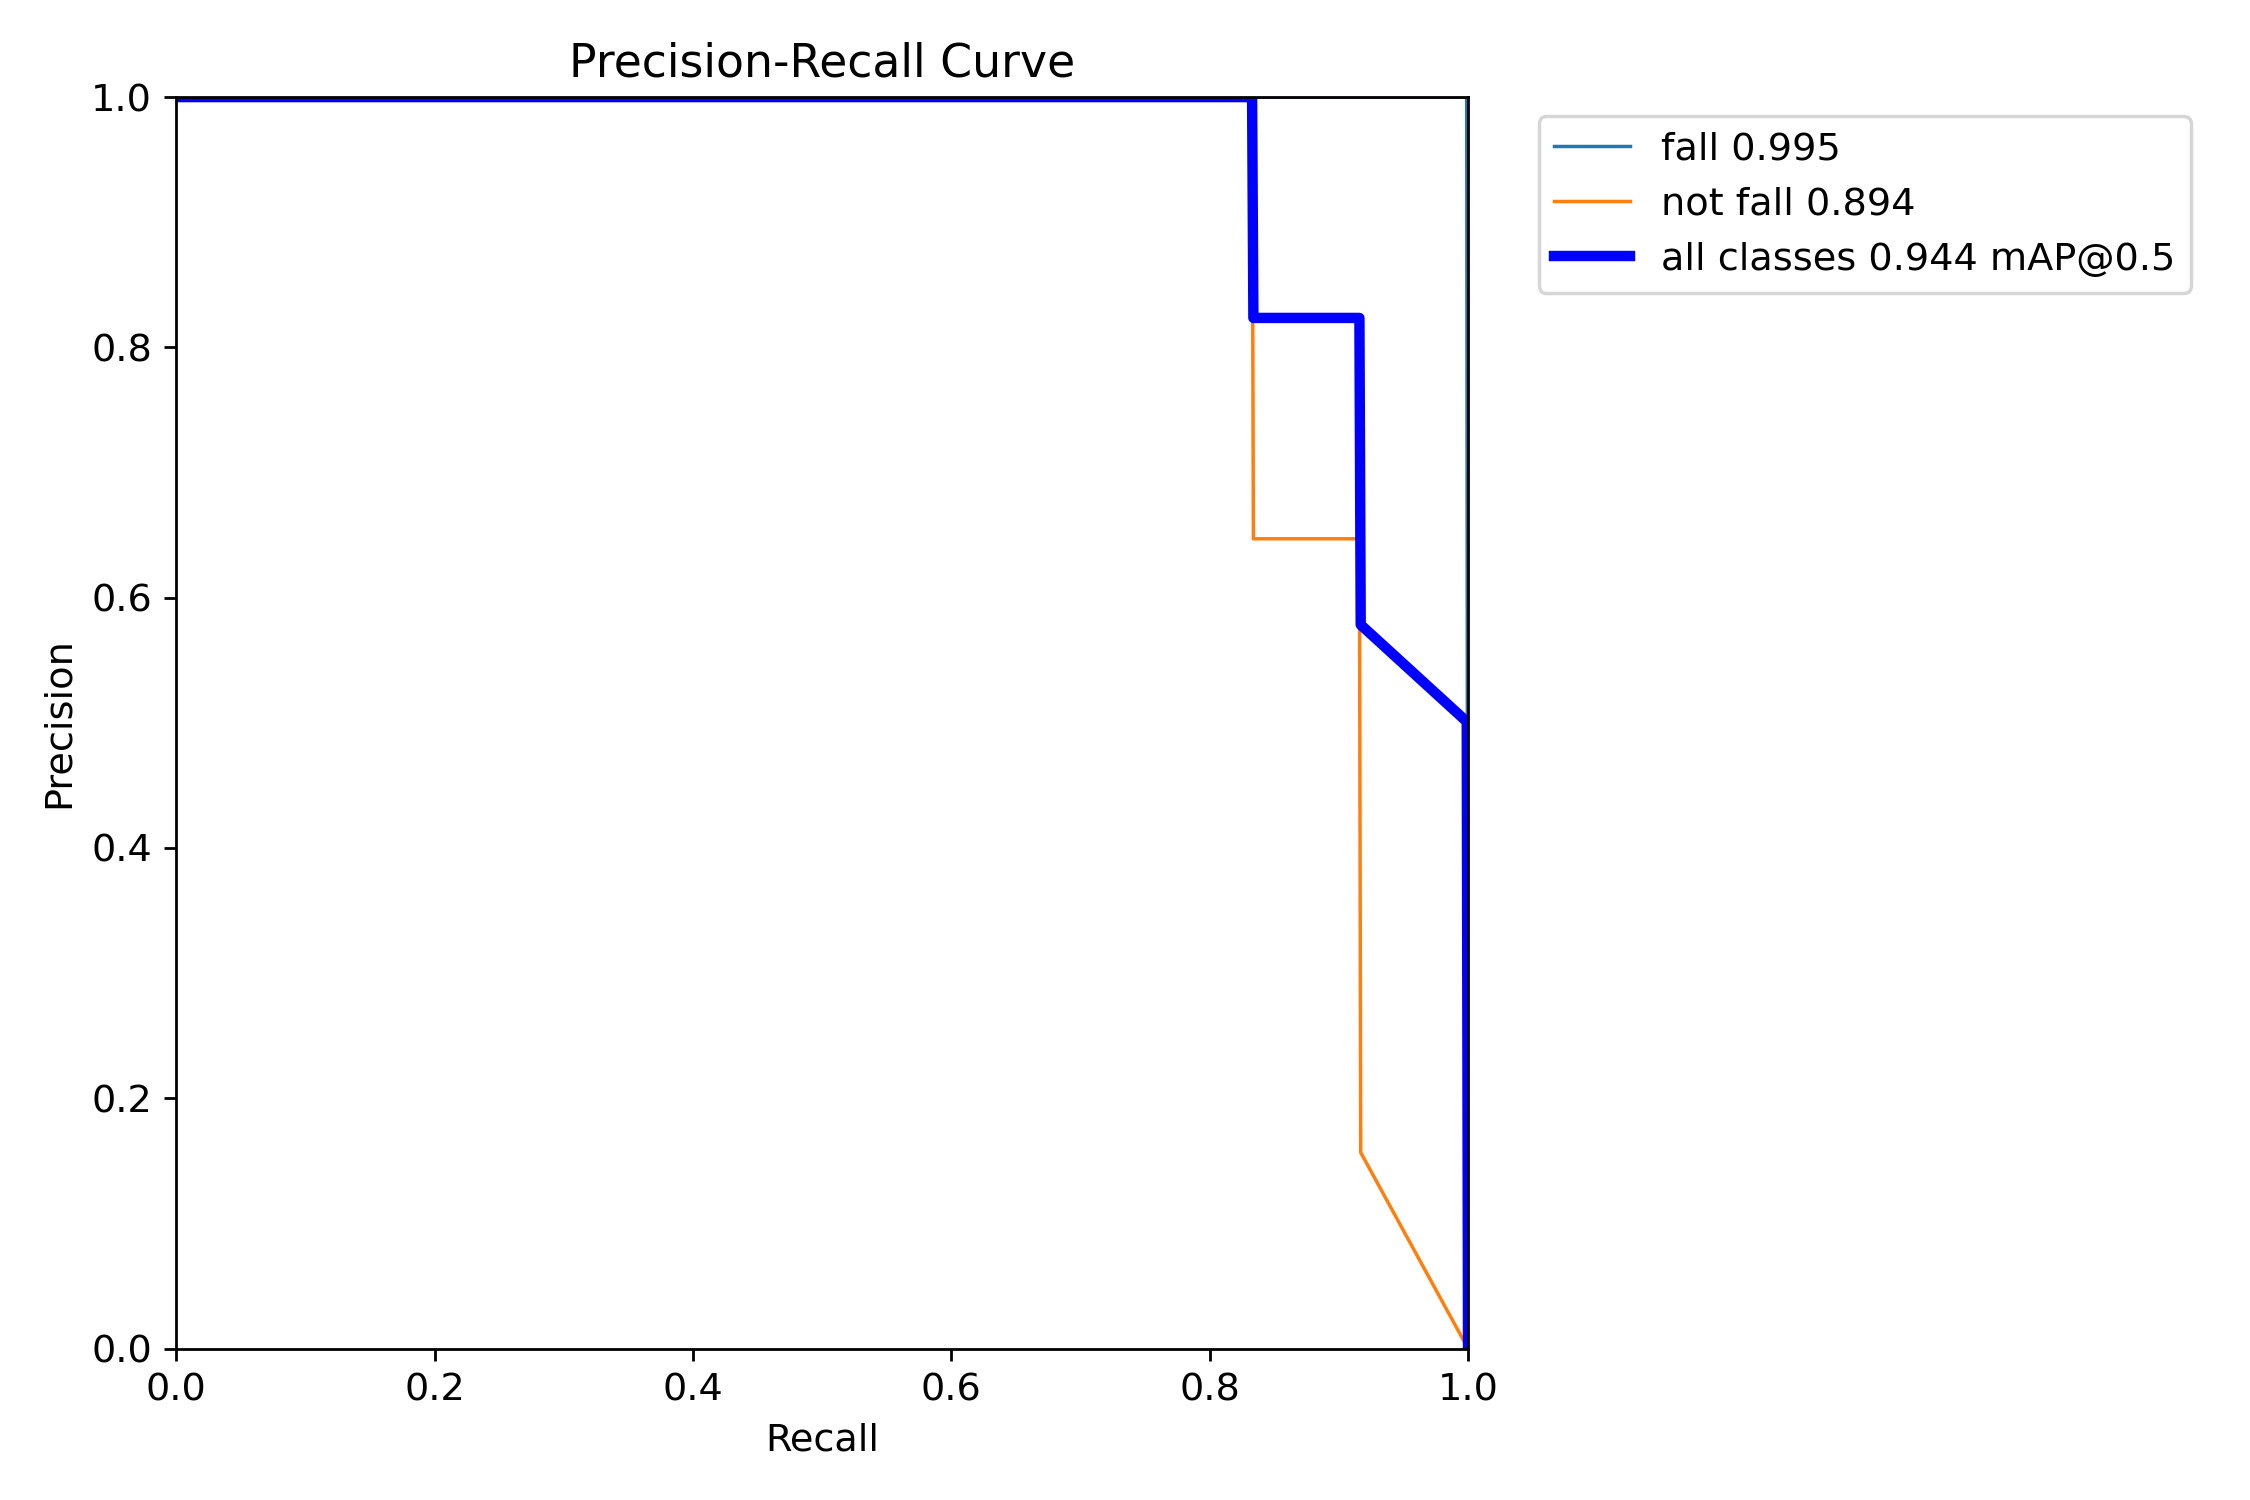 Precision-Recall Curve
1.0
0.8
0.6
0.4
0.2
0.0
Precision
0.0 0.2 0.4 0.6 0.8 1.0
Recall
fall 0.995
not fall 0.894
all classes 0.944 mAP@0.5